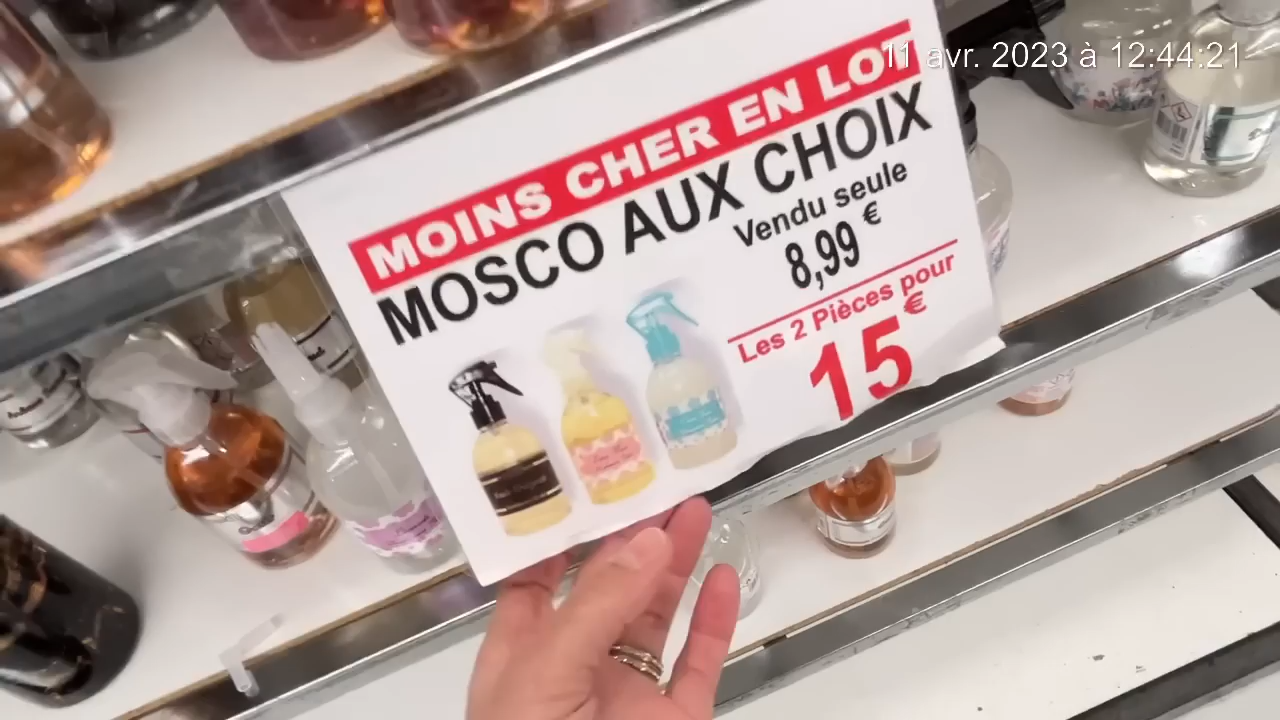 11 avr. 2023 à 12:44:21
MOINS CHER EN LOT
MOSCO AUX CHOIX
Vendu seule
8,99 €
Les 2 Pièces pour
15 €